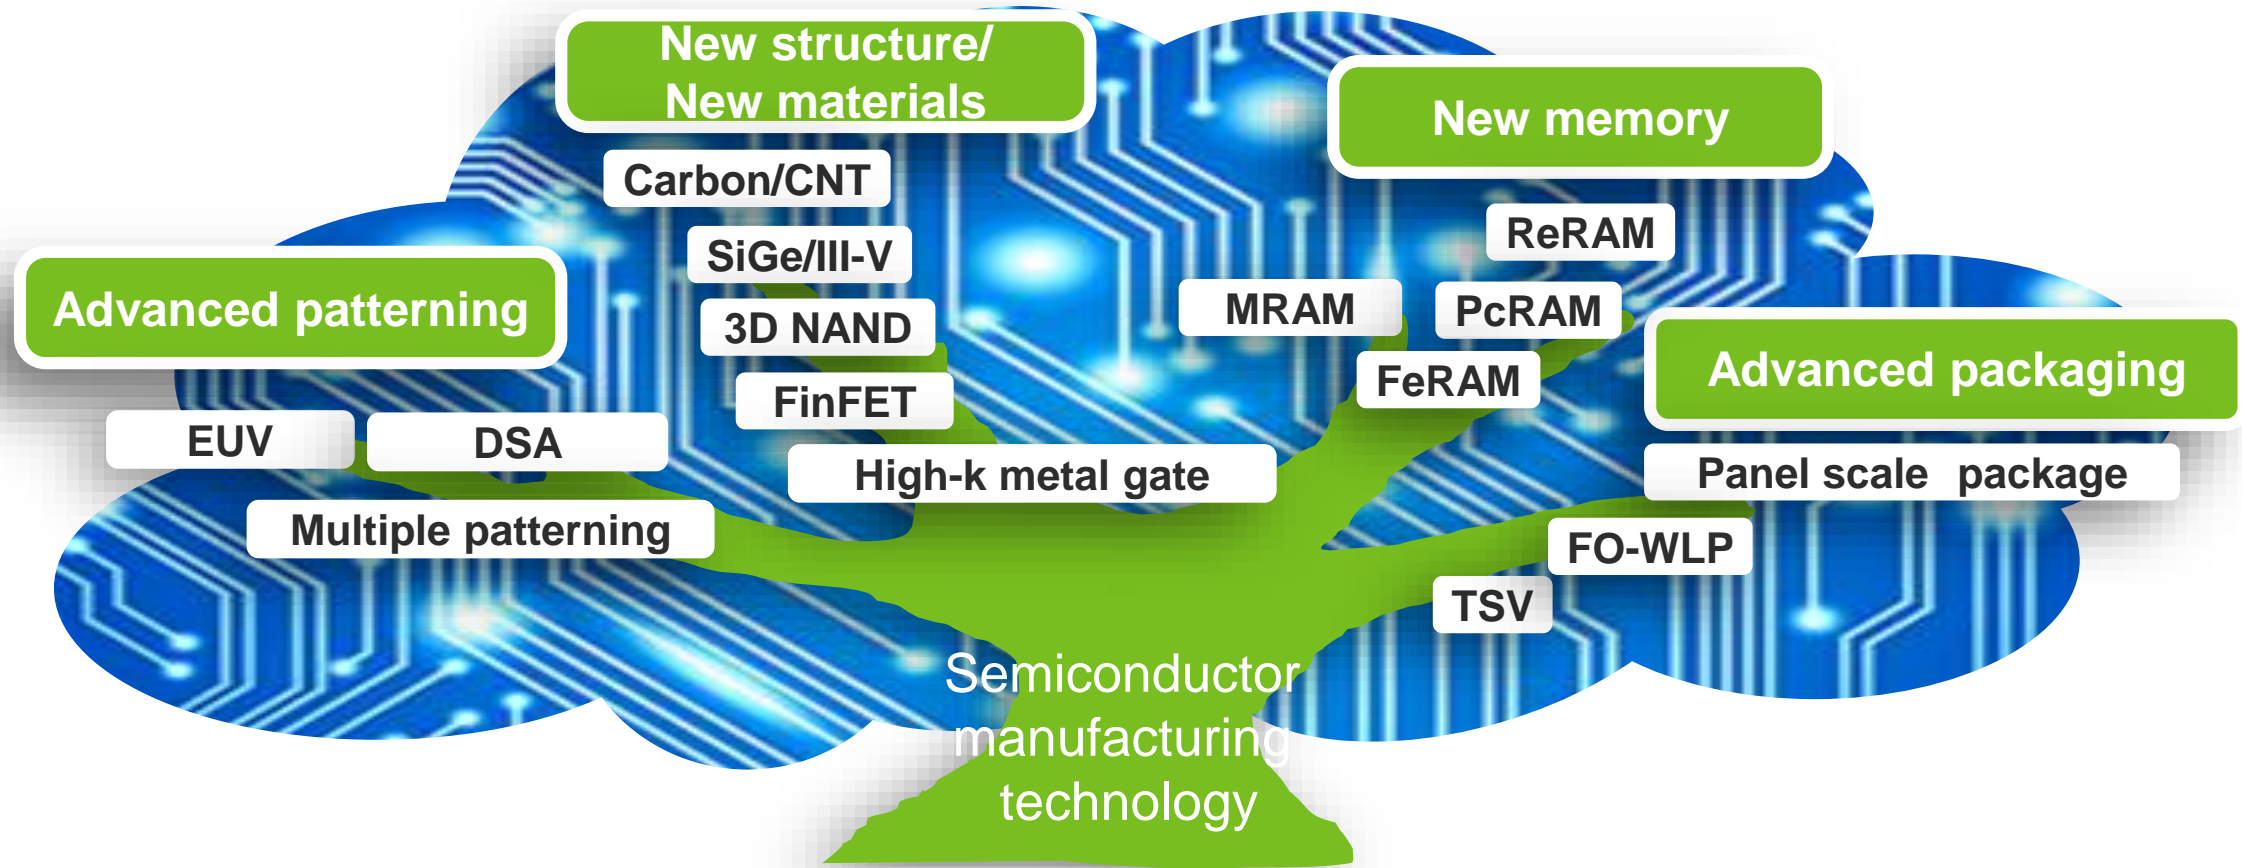 New structure/
New materials
Carbon/CNT
SiGe/III-V
3D NAND
FinFET
High-k metal gate
New memory
ReRAM
MRAM
PcRAM
FeRAM
Advanced patterning
EUV
DSA
Multiple patterning
Advanced packaging
Panel scale package
FO-WLP
TSV
Semiconductor
manufacturing
technology